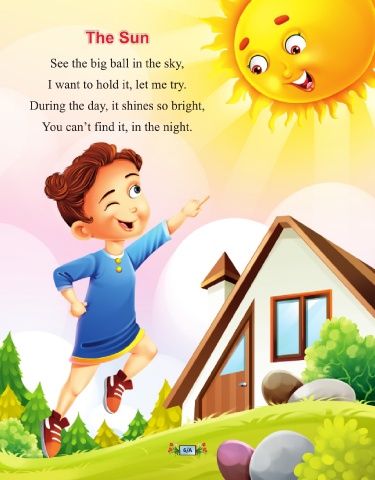 The Sun
See the big ball in the sky,
I want to hold it, let me try.
During the day, it shines so bright,
You can't find it, in the night.